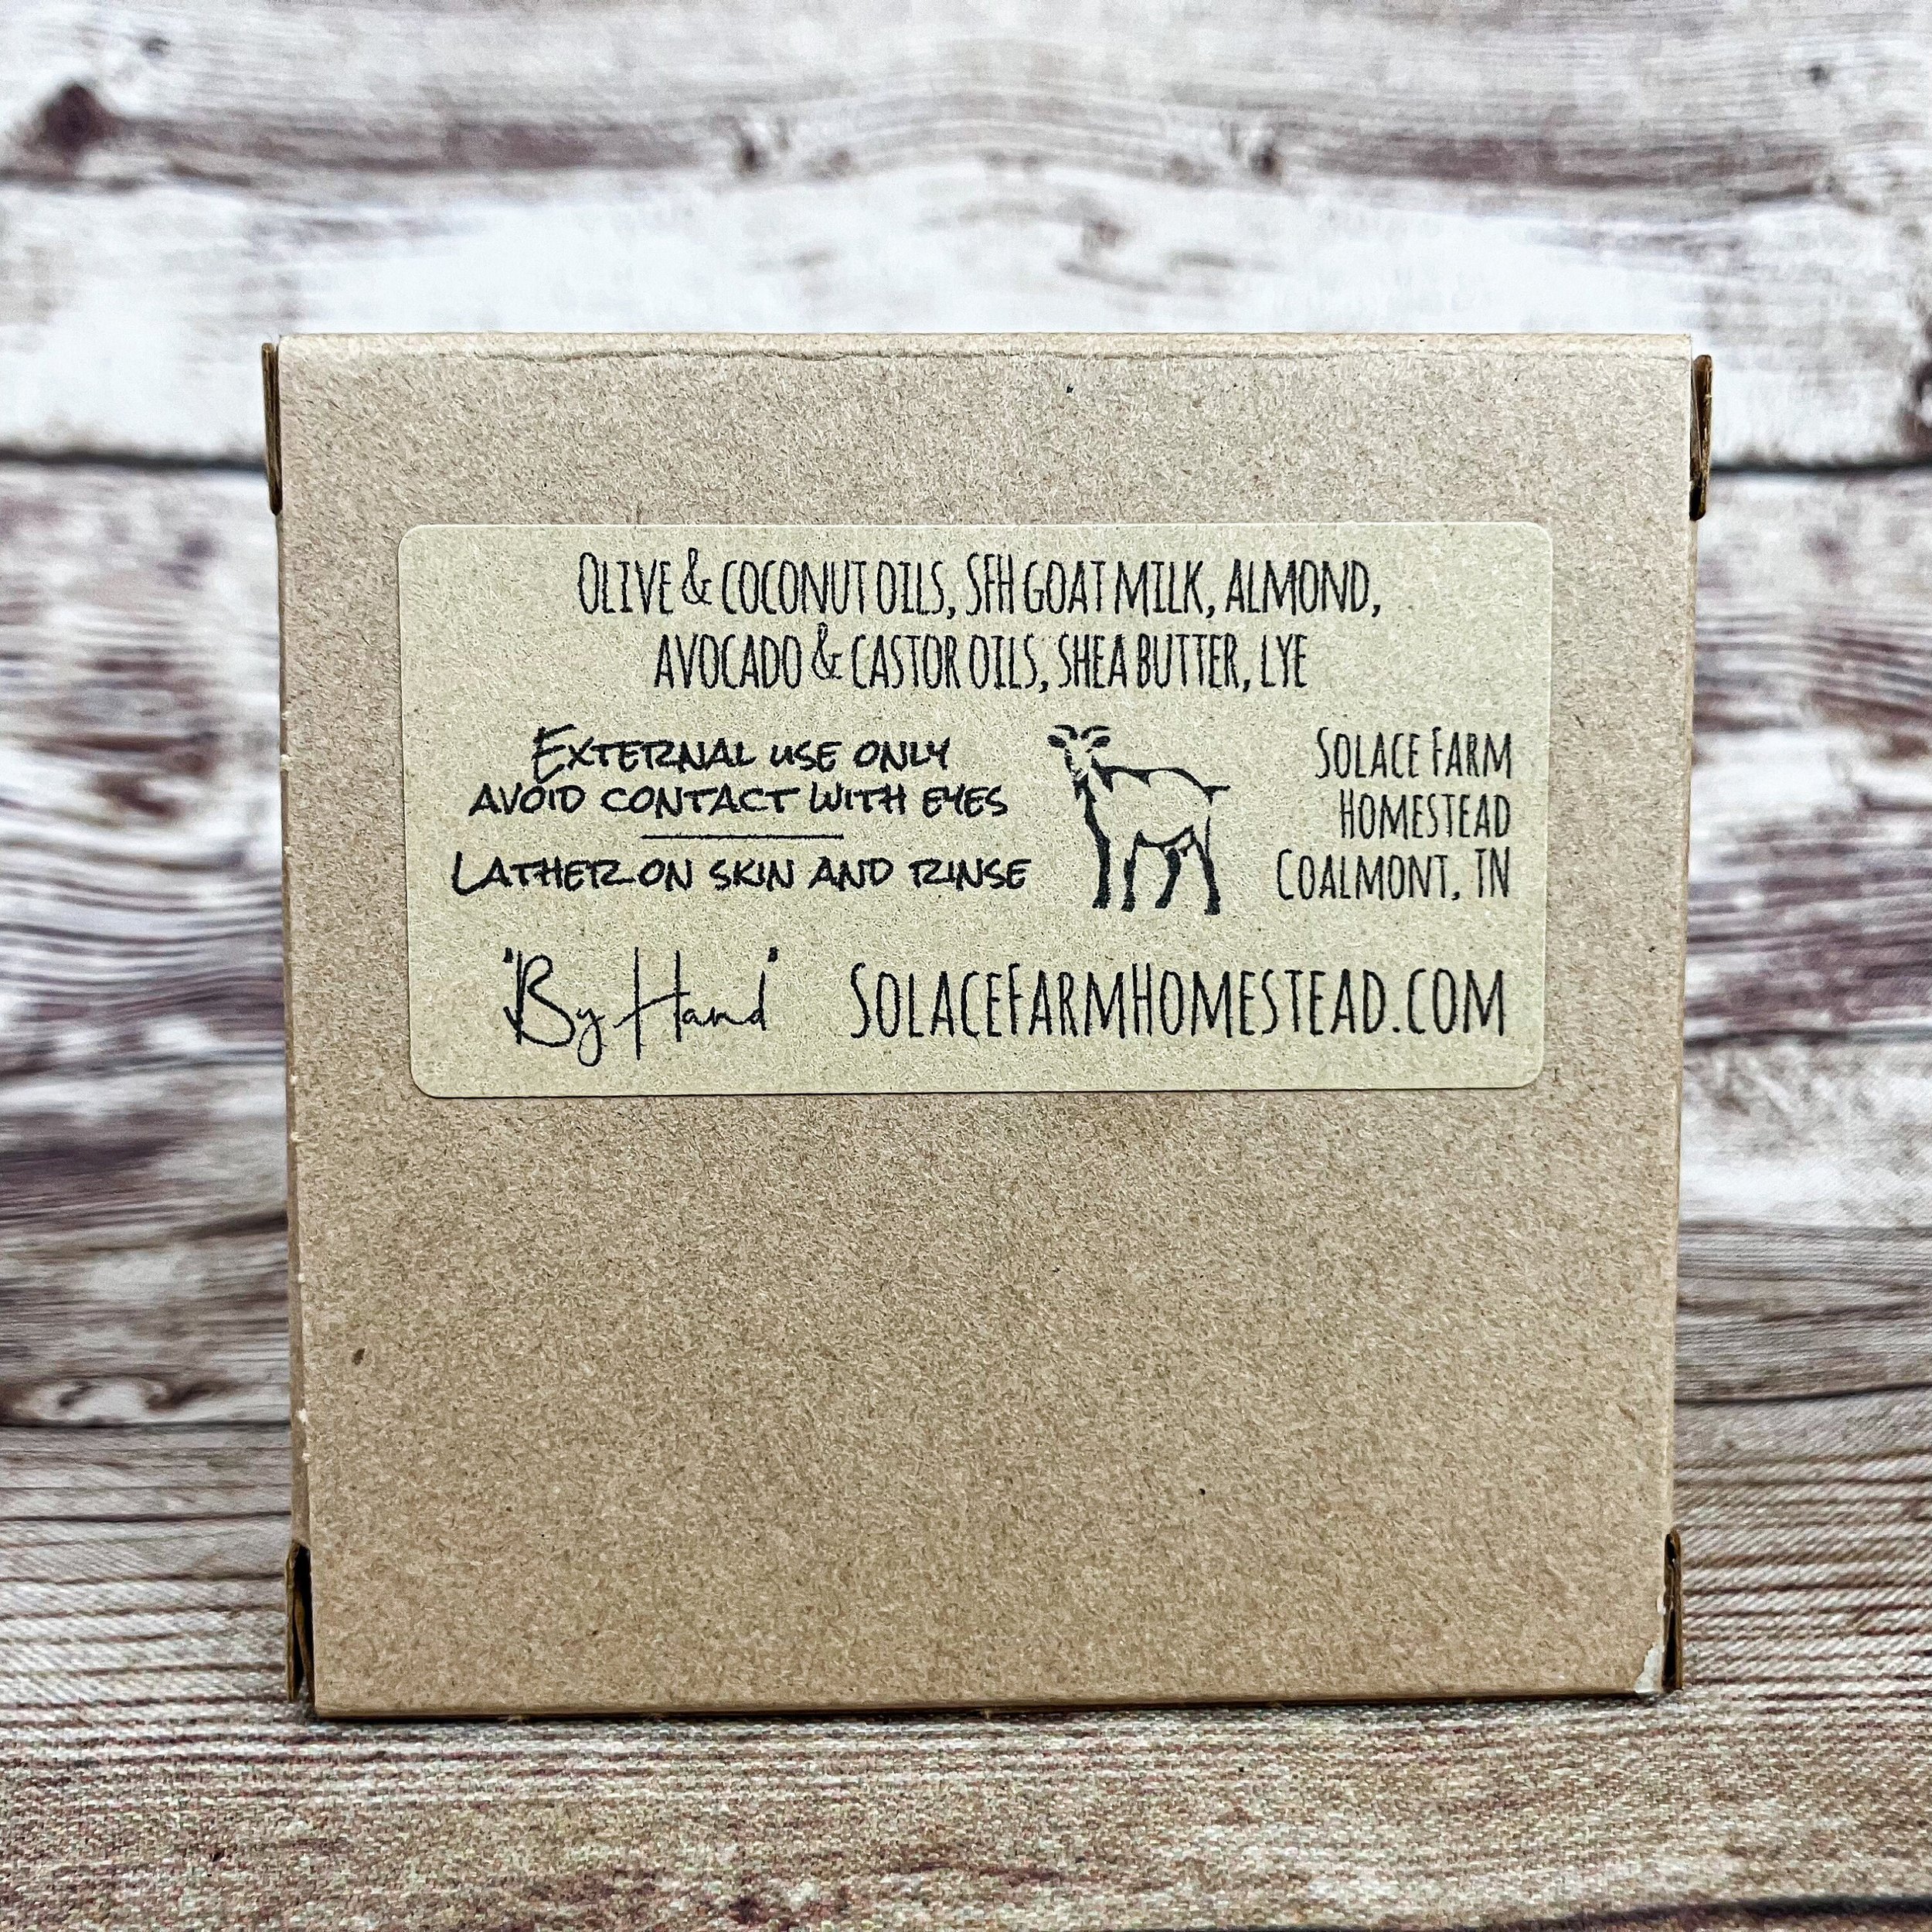 Olive & coconut oils, SFH goat milk, almond,
avocado & castor oils, shea butter, lye
External use only
avoid contact with eyes
Lather on skin and rinse
Solace Farm
Homestead
Coalmont, TN
"By Hand"
SolaceFarmHomestead.com